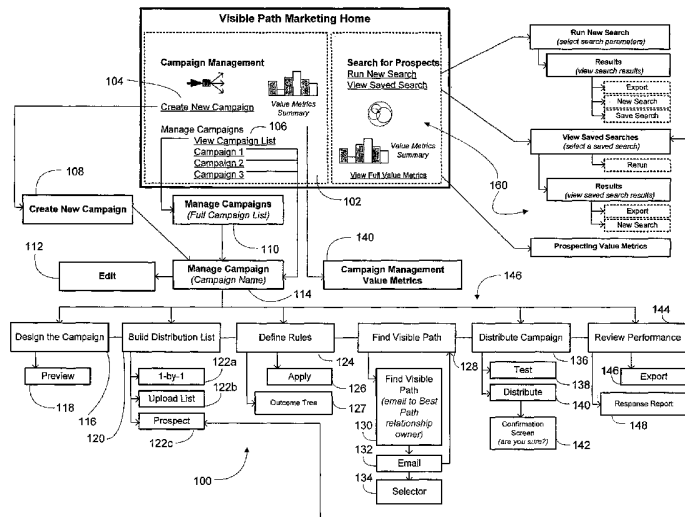 Visible Path Marketing Home
Campaign Management
104
Create New Campaign
Value Metrics
Summary
Manage Campaigns
106
View Campaign List
Campaign 1
Campaign 2
Campaign 3
102
Search for Prospects
Run New Search
View Saved Search
Value Metrics
Summary
View Full Value Metrics
Run New Search
(select search parameters)
Results
(view search results)
Export
New Search
Save Search
View Saved Searches
(select a saved search)
Rerun
160
Results
(view saved search results)
Export
New Search
Prospecting Value Metrics
108
Create New Campaign
Manage Campaigns
(Full Campaign List)
110
112
Edit
Manage Campaign
(Campaign Name)
114
140
Campaign Management
Value Metrics
146
144
Design the Campaign
Build Distribution List
Define Rules
Find Visible Path
Distribute Campaign
Review Performance
Preview
118
116
120
122a
1-by-1
122b
Upload List
Prospect
122c
124
Apply
126
Outcome Tree
127
128
Find Visible
Path
(email to Best
Path
relationship
owner)
130
132
Email
134
Selector
136
Test
138
Distribute
140
Confirmation
Screen
(are you sure?)
142
146
Export
Response Report
148
100